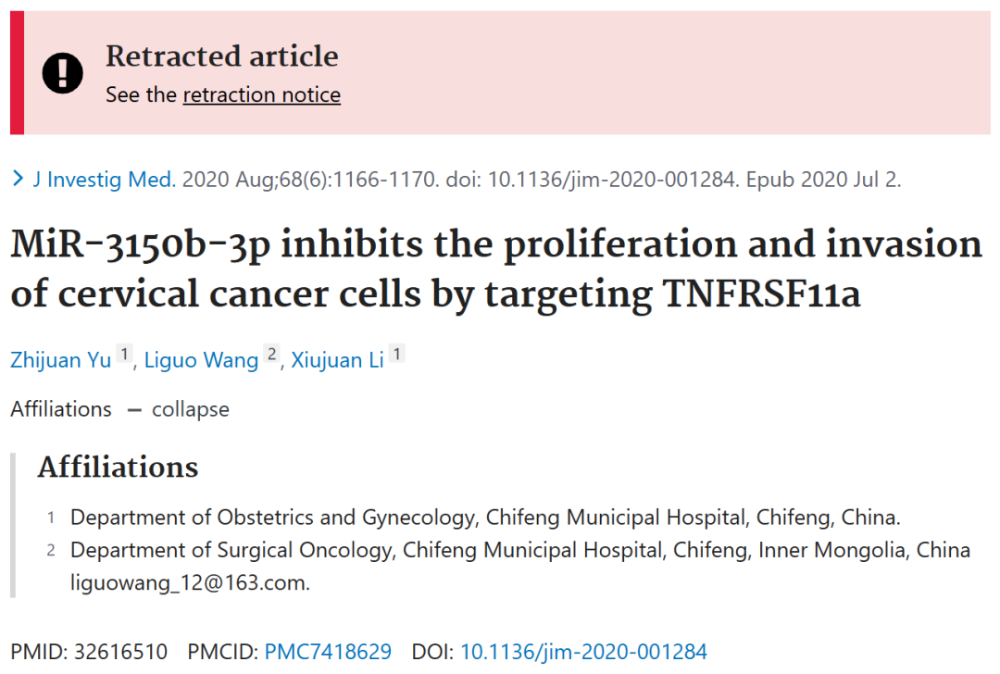 Retracted article
See the retraction notice
J Investig Med. 2020 Aug;68(6):1166-1170. doi: 10.1136/jim-2020-001284. Epub 2020 Jul 2.
MiR-3150b-3p inhibits the proliferation and invasion
of cervical cancer cells by targeting TNFRSF11a
Zhijuan Yu 1, Liguo Wang 2, Xiujuan Li 1
Affiliations – collapse
Affiliations
1 Department of Obstetrics and Gynecology, Chifeng Municipal Hospital, Chifeng, China.
2 Department of Surgical Oncology, Chifeng Municipal Hospital, Chifeng, Inner Mongolia, China
liguowang_12@163.com.
PMID: 32616510 PMCID: PMC7418629 DOI: 10.1136/jim-2020-001284